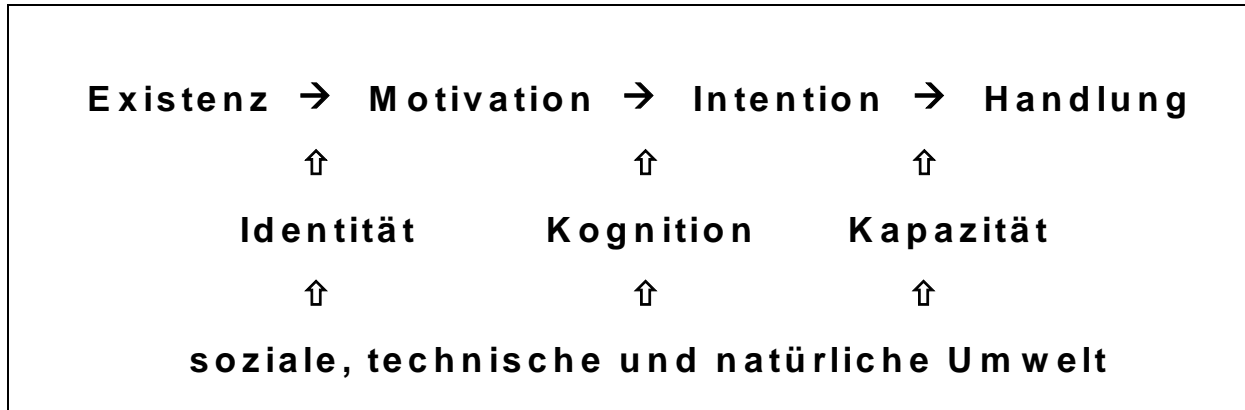 Existenz → Motivation → Intention → Handlung
⇧ ⇧ ⇧
Identität Kognition Kapazität
⇧ ⇧ ⇧
soziale, technische und natürliche Umwelt